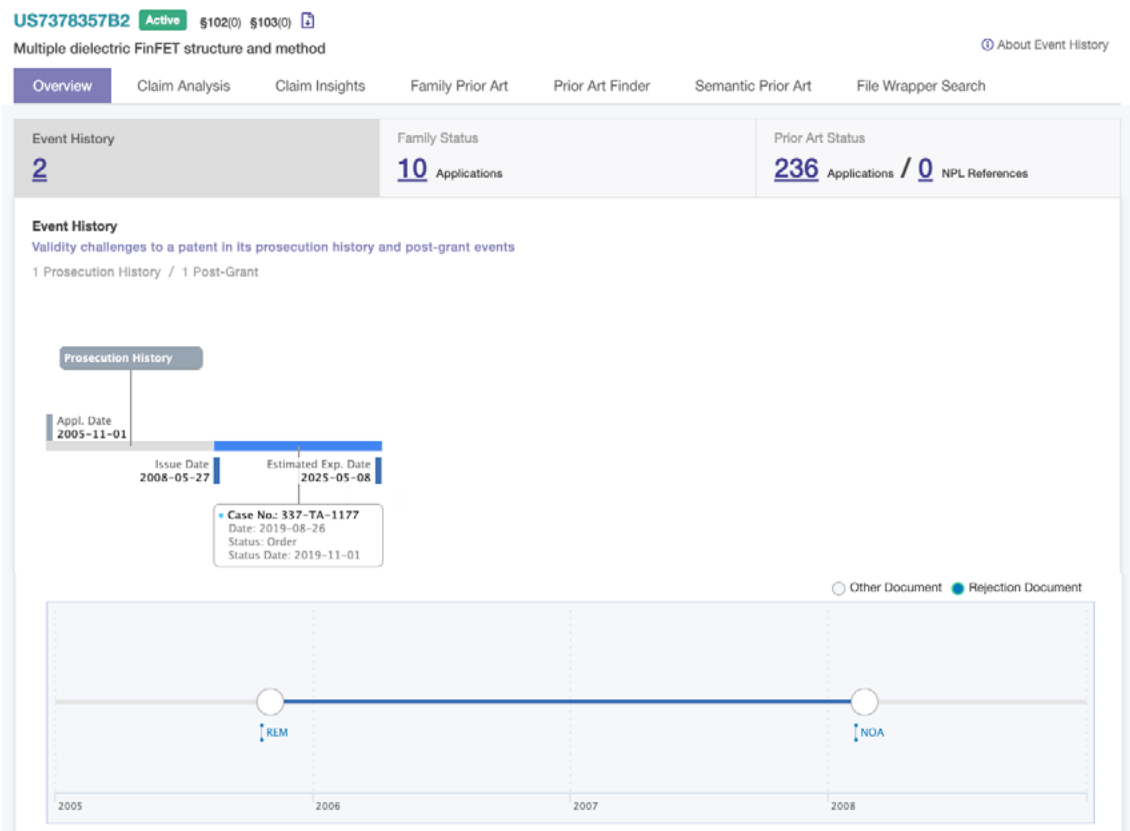 US7378357B2 Active §102(0) §103(0)
Multiple dielectric FinFET structure and method
About Event History
Overview Claim Analysis Claim Insights Family Prior Art Prior Art Finder Semantic Prior Art File Wrapper Search
Event History Family Status Prior Art Status
2 10 Applications 236 Applications / 0 NPL References
Event History
Validity challenges to a patent in its prosecution history and post-grant events
1 Prosecution History / 1 Post-Grant
Prosecution History
Appl. Date
2005-11-01
Issue Date Estimated Exp. Date
2008-05-27 2025-05-08
Case No.: 337-TA-1177
Date: 2019-08-26
Status: Order
Status Date: 2019-11-01
Other Document Rejection Document
REM NOA
2005 2006 2007 2008